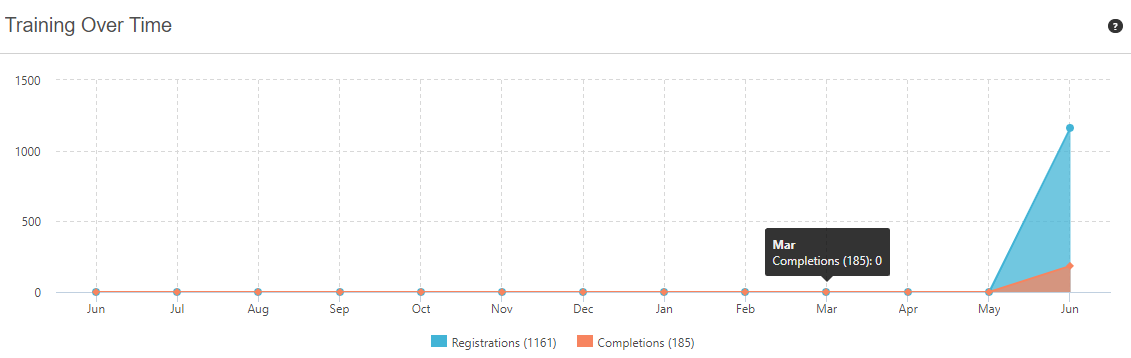 Training Over Time
?
1500
1000
500
Mar
Completions (185): 0
0
Jun Jul Aug Sep Oct Nov Dec Jan Feb Mar Apr May Jun
Registrations (1161) Completions (185)